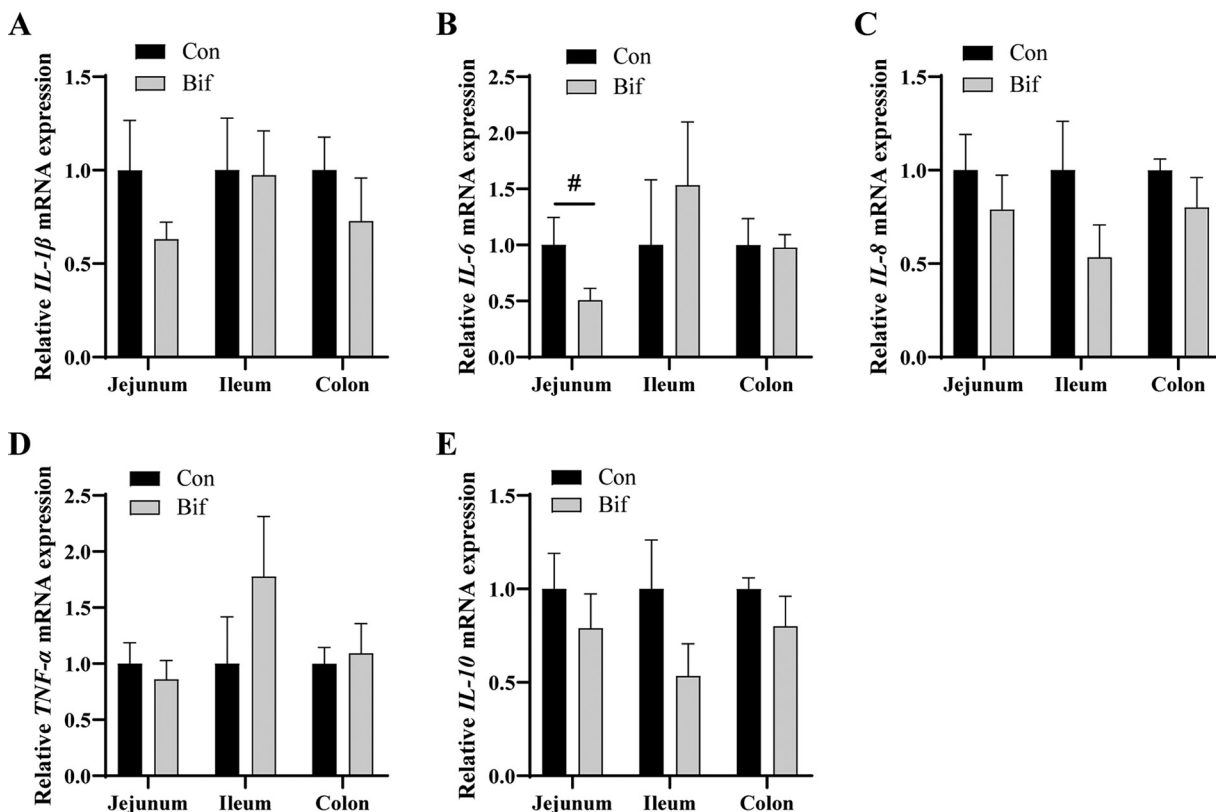 A
Con
Bif
Relative IL-1β mRNA expression
1.5
1.0
0.5
0.0
Jejunum Ileum Colon
B
Con
Bif
Relative IL-6 mRNA expression
2.5
2.0
1.5
1.0
0.5
0.0
#
Jejunum Ileum Colon
C
Con
Bif
Relative IL-8 mRNA expression
1.5
1.0
0.5
0.0
Jejunum Ileum Colon
D
Con
Bif
Relative TNF-α mRNA expression
2.5
2.0
1.5
1.0
0.5
0.0
Jejunum Ileum Colon
E
Con
Bif
Relative IL-10 mRNA expression
1.5
1.0
0.5
0.0
Jejunum Ileum Colon